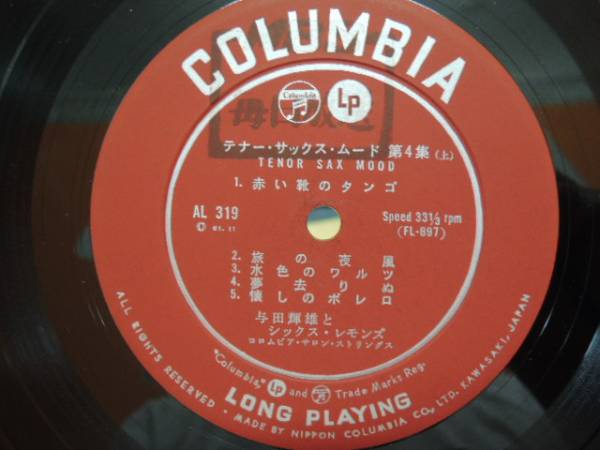 COLUMBIA
Columbia
Lp
テナー・サックス・ムード 第4集(上)
TENOR SAX MOOD
1. 赤い靴のタンゴ
AL 319
Speed 33⅓ rpm
(FL-897)
2. 旅の夜風
3. 水色のワルツ
4. 夢去りぬ
5. 懐しのボレロ
与田輝雄と
シックス・レモンズ
コロムビア・サロン・ストリングス
"Columbia," Lp and Trade Marks Reg.
LONG PLAYING
ALL RIGHTS RESERVED • MADE BY NIPPON COLUMBIA CO., LTD. KAWASAKI, JAPAN